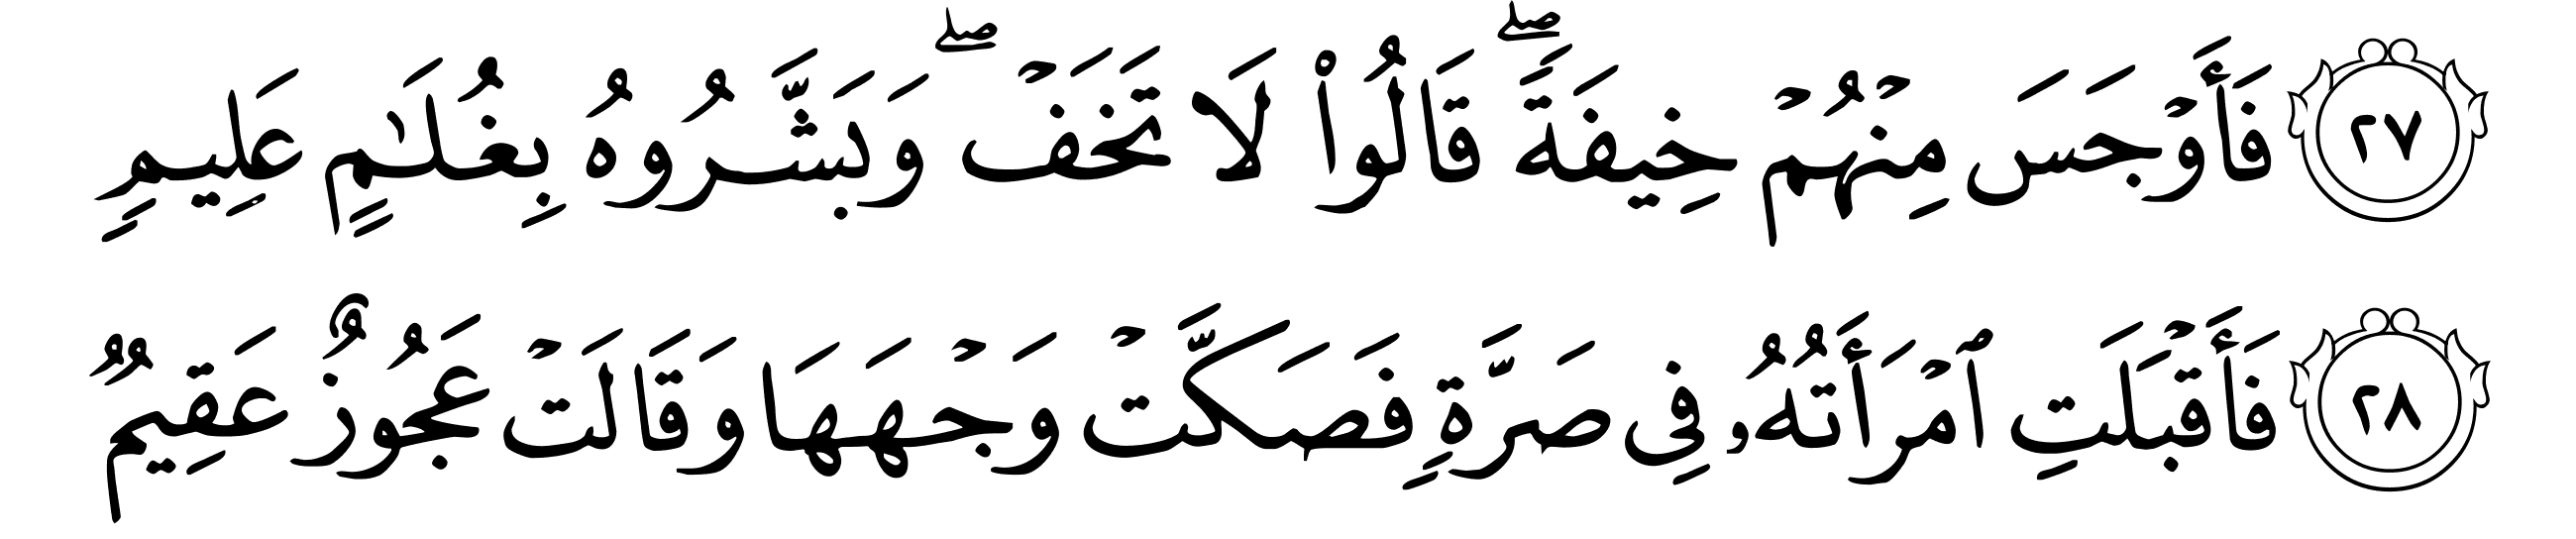 ٢٧ فَأَوۡجَسَ مِنۡهُمۡ خِيفَةٗۖ قَالُواْ لَا تَخَفۡۖ وَبَشَّرُوهُ بِغُلَٰمٍ عَلِيمٖ
٢٨ فَأَقۡبَلَتِ ٱمۡرَأَتُهُۥ فِي صَرَّةٖ فَصَكَّتۡ وَجۡهَهَا وَقَالَتۡ عَجُوزٌ عَقِيمٞ